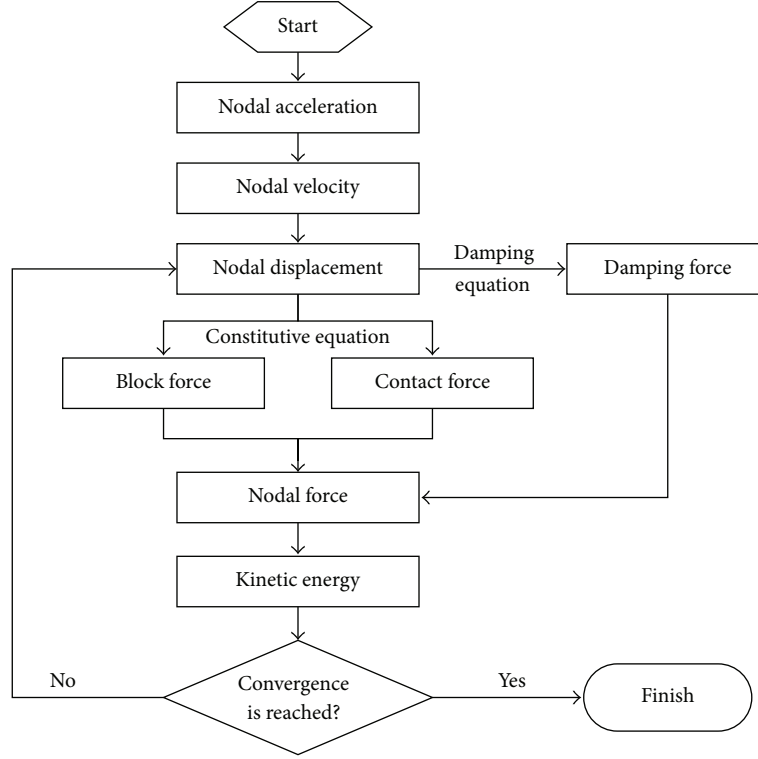 Start
Nodal acceleration
Nodal velocity
Nodal displacement
Damping
equation
Damping force
Constitutive equation
Block force
Contact force
Nodal force
Kinetic energy
Convergence
is reached?
No
Yes
Finish